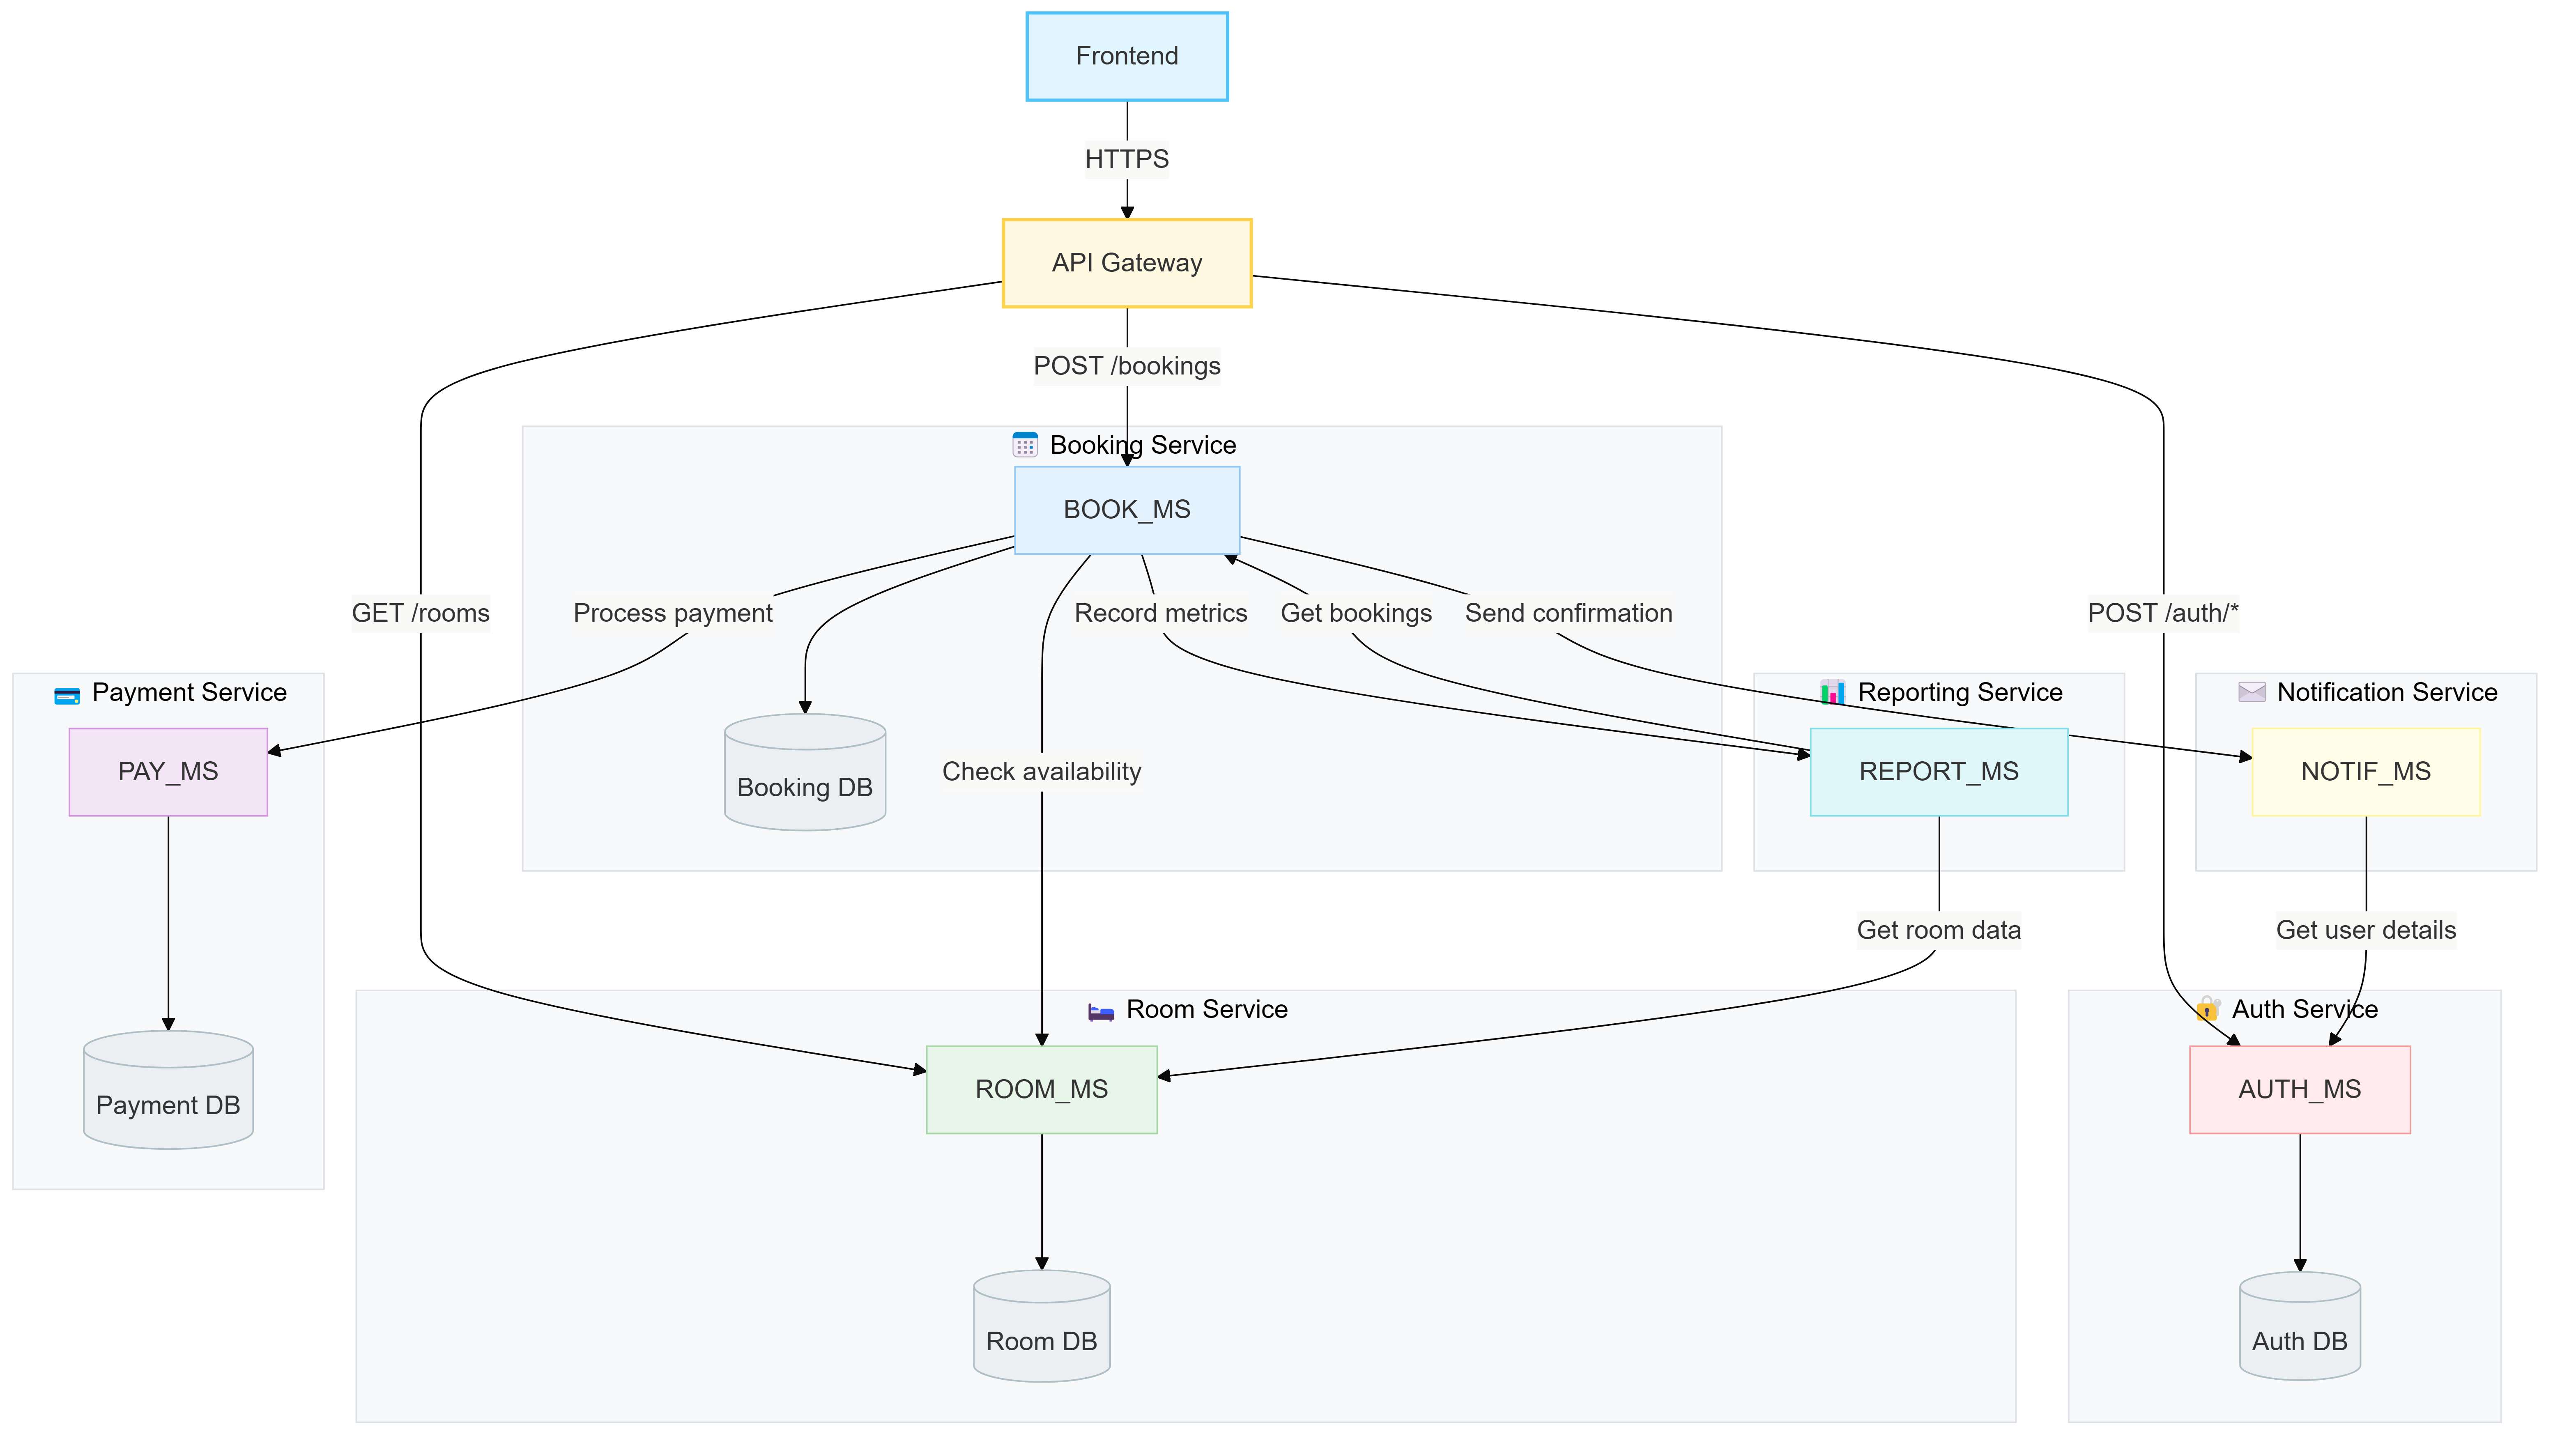 Frontend
HTTPS
API Gateway
POST /bookings
Booking Service
BOOK_MS
GET /rooms
Process payment
Record metrics
Get bookings
Send confirmation
POST /auth/*
Payment Service
Reporting Service
Notification Service
PAY_MS
Booking DB
Check availability
REPORT_MS
NOTIF_MS
Get room data
Get user details
Room Service
Auth Service
Payment DB
ROOM_MS
AUTH_MS
Room DB
Auth DB